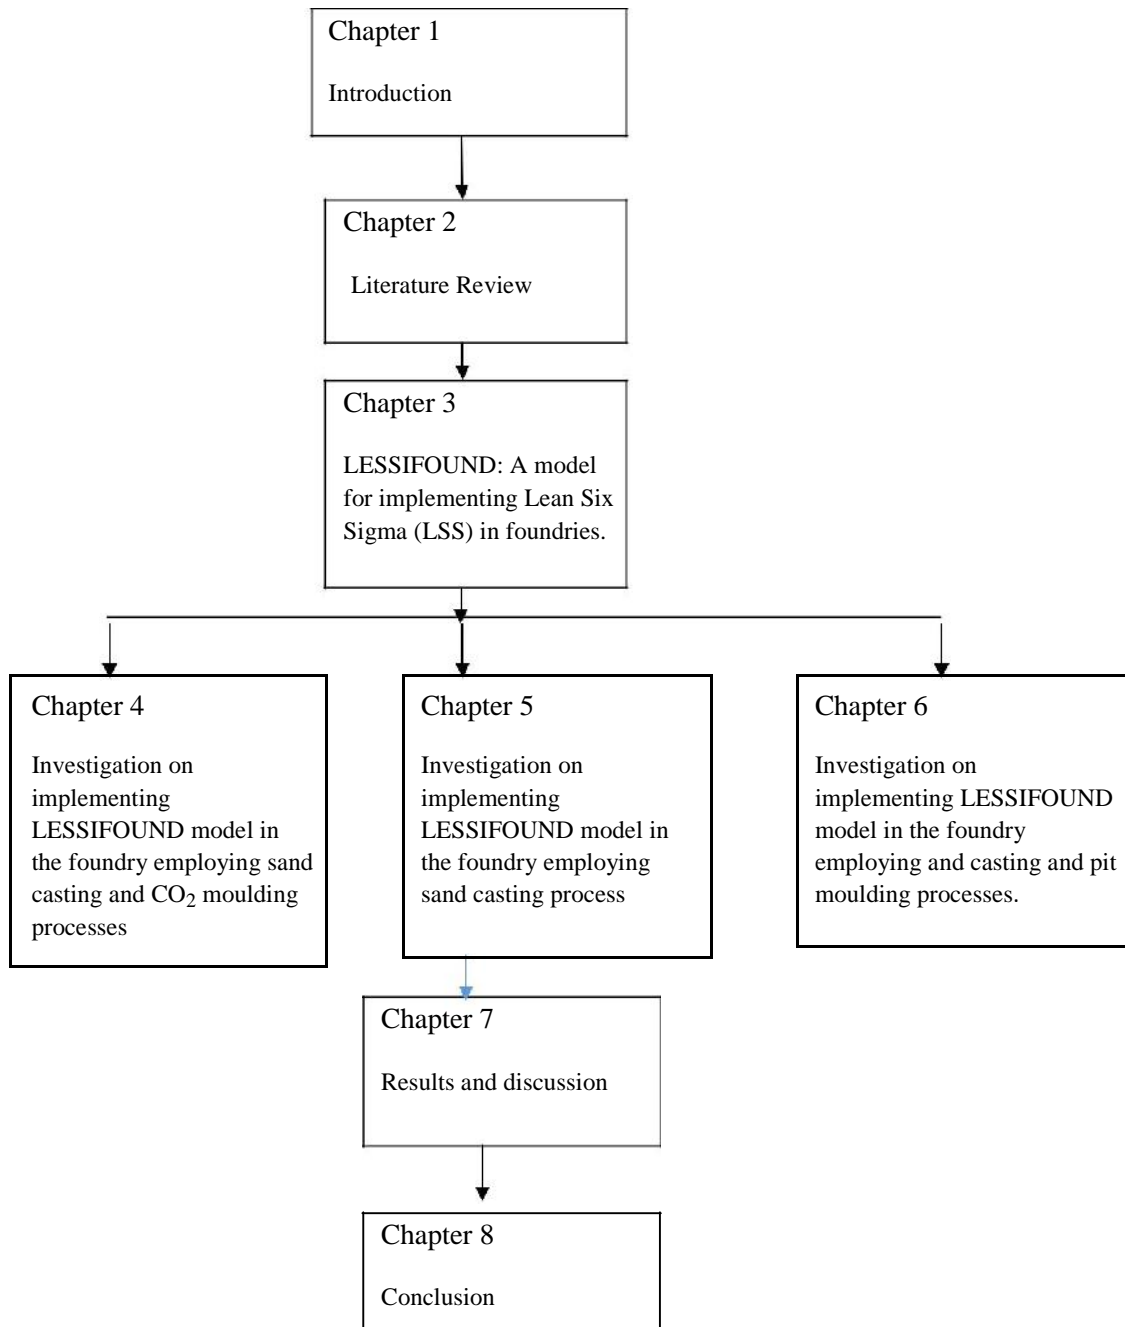 Chapter 1
Introduction
Chapter 2
Literature Review
Chapter 3
LESSIFOUND: A model
for implementing Lean Six
Sigma (LSS) in foundries.
Chapter 4
Investigation on
implementing
LESSIFOUND model in
the foundry employing sand
casting and CO2 moulding
processes
Chapter 5
Investigation on
implementing
LESSIFOUND model in
the foundry employing
sand casting process
Chapter 6
Investigation on
implementing LESSIFOUND
model in the foundry
employing and casting and pit
moulding processes.
Chapter 7
Results and discussion
Chapter 8
Conclusion